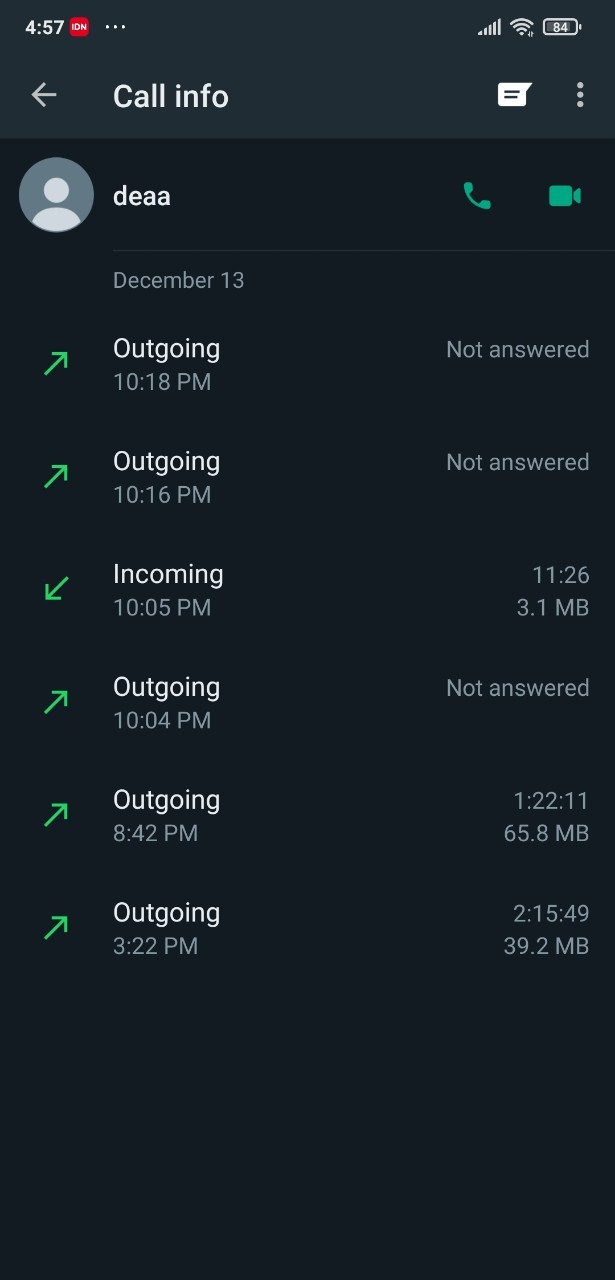 4:57 IDN ... 84
Call info
deaa
December 13
Outgoing Not answered
10:18 PM
Outgoing Not answered
10:16 PM
Incoming 11:26
10:05 PM 3.1 MB
Outgoing Not answered
10:04 PM
Outgoing 1:22:11
8:42 PM 65.8 MB
Outgoing 2:15:49
3:22 PM 39.2 MB